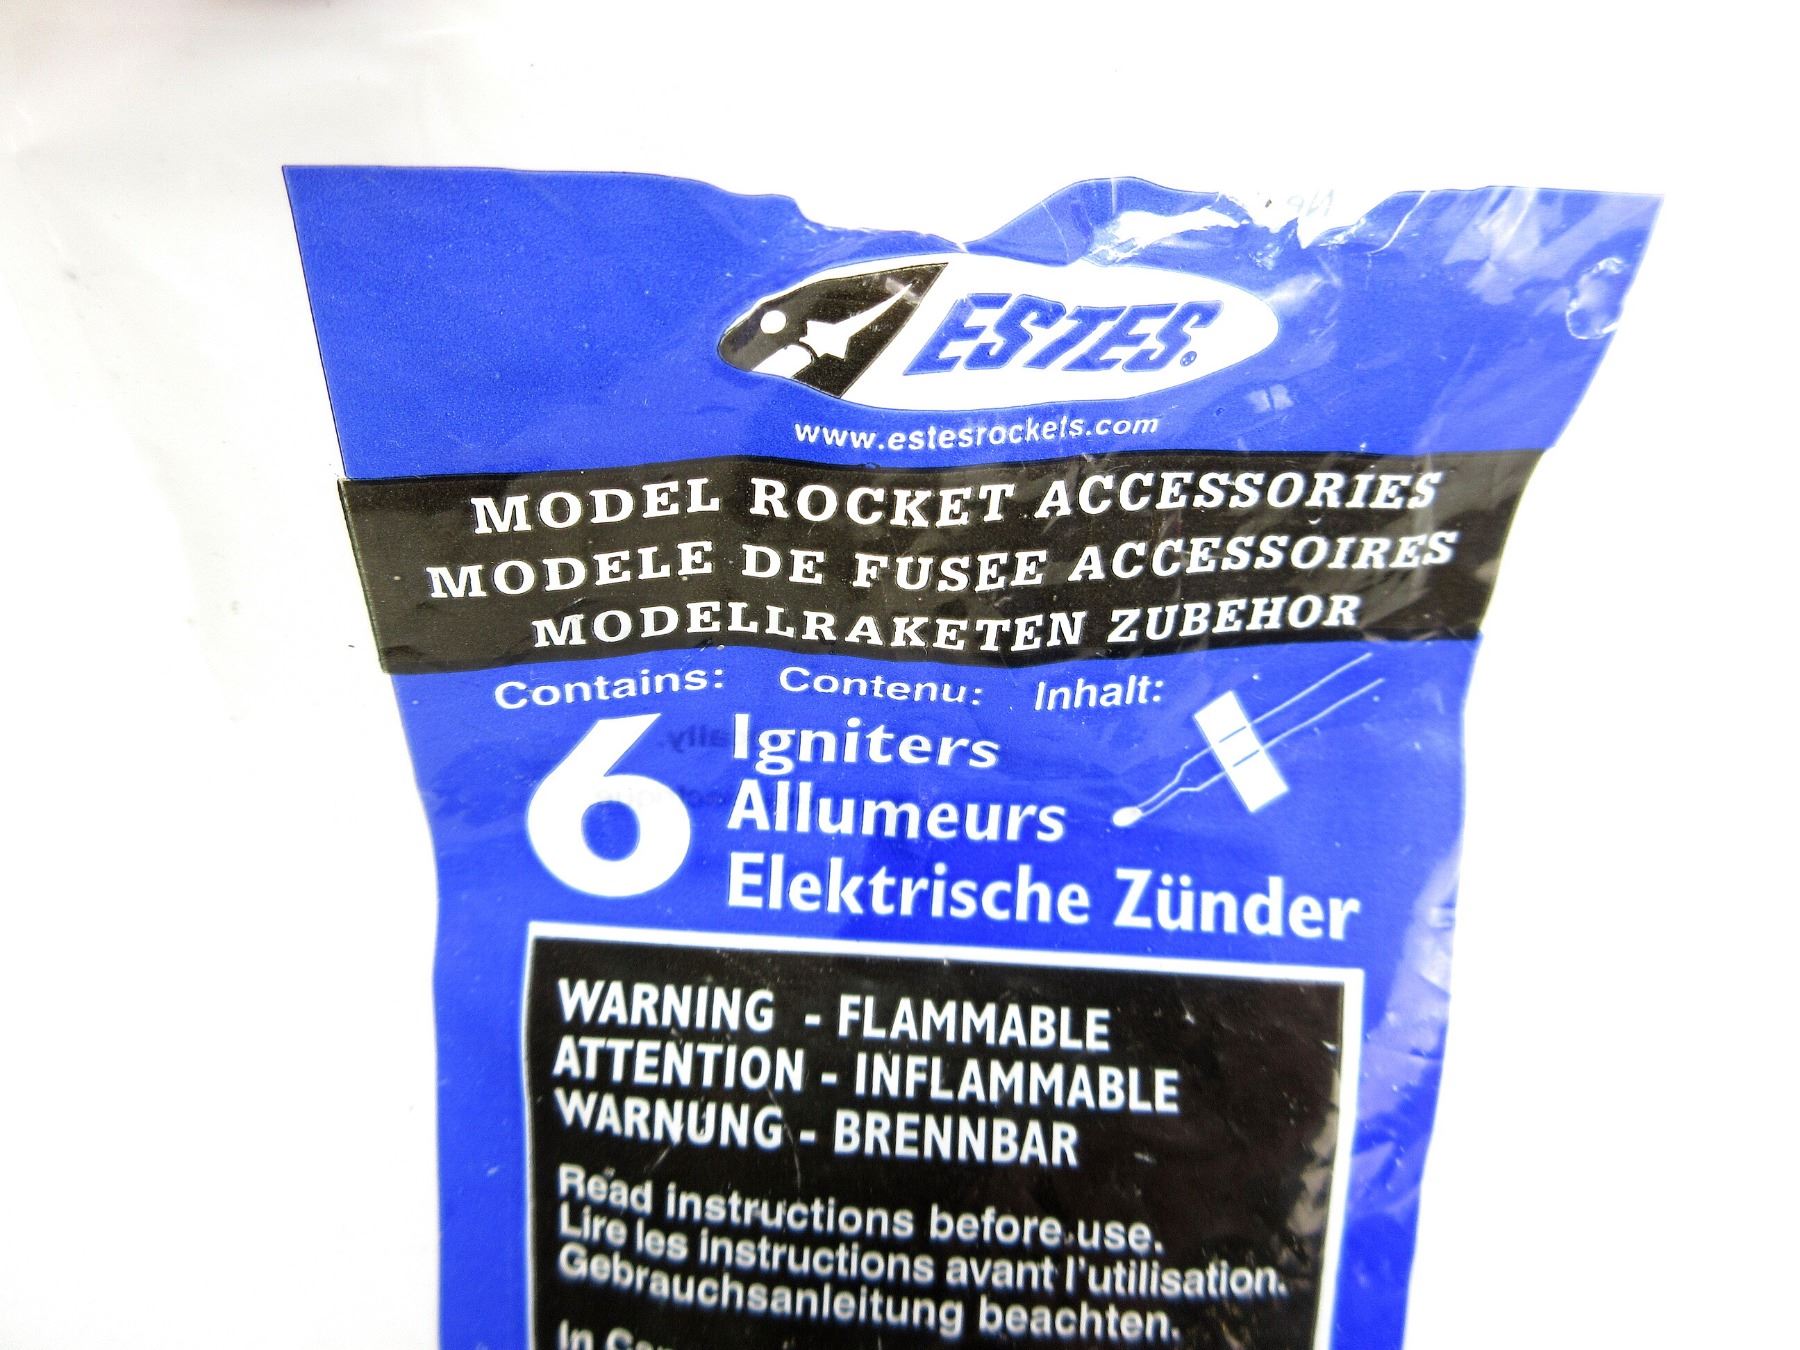 ESTES®
www.estesrockets.com
MODEL ROCKET ACCESSORIES
MODELE DE FUSEE ACCESSOIRES
MODELLRAKETEN ZUBEHOR
Contains: Contenu: Inhalt:
6 Igniters
Allumeurs
Elektrische Zünder
WARNING - FLAMMABLE
ATTENTION - INFLAMMABLE
WARNUNG - BRENNBAR
Read instructions before use.
Lire les instructions avant l'utilisation.
Gebrauchsanleitung beachten.
In